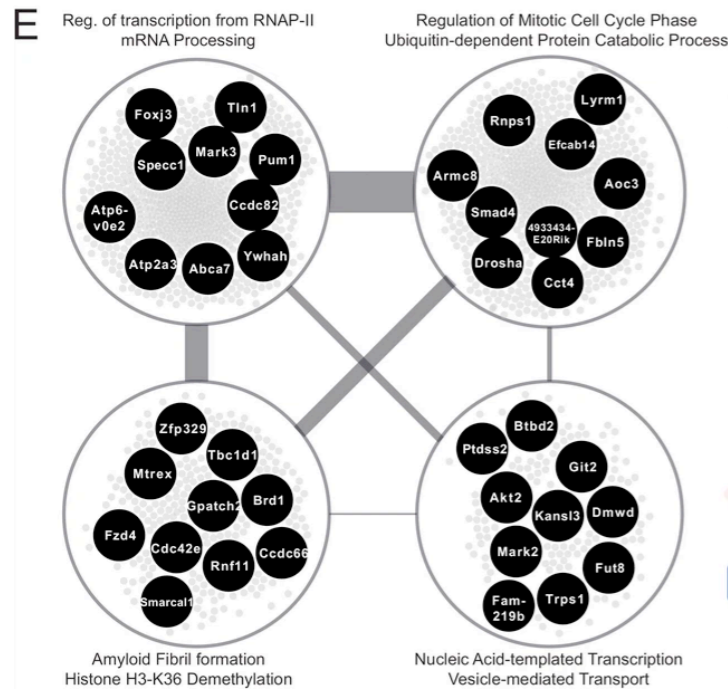 E
Reg. of transcription from RNAP-II
mRNA Processing
Regulation of Mitotic Cell Cycle Phase
Ubiquitin-dependent Protein Catabolic Process
Foxj3
Tln1
Specc1
Mark3
Pum1
Atp6-
v0e2
Ccdc82
Atp2a3
Abca7
Ywhah
Lyrm1
Rnps1
Efcab14
Armc8
Aoc3
Smad4
4933434-
E20Rik
Fbln5
Drosha
Cct4
Zfp329
Tbc1d1
Mtrex
Gpatch2
Brd1
Fzd4
Cdc42e
Rnf11
Ccdc66
Smarcal1
Btbd2
Ptdss2
Git2
Akt2
Kansl3
Dmwd
Mark2
Fut8
Fam-
219b
Trps1
Amyloid Fibril formation
Histone H3-K36 Demethylation
Nucleic Acid-templated Transcription
Vesicle-mediated Transport